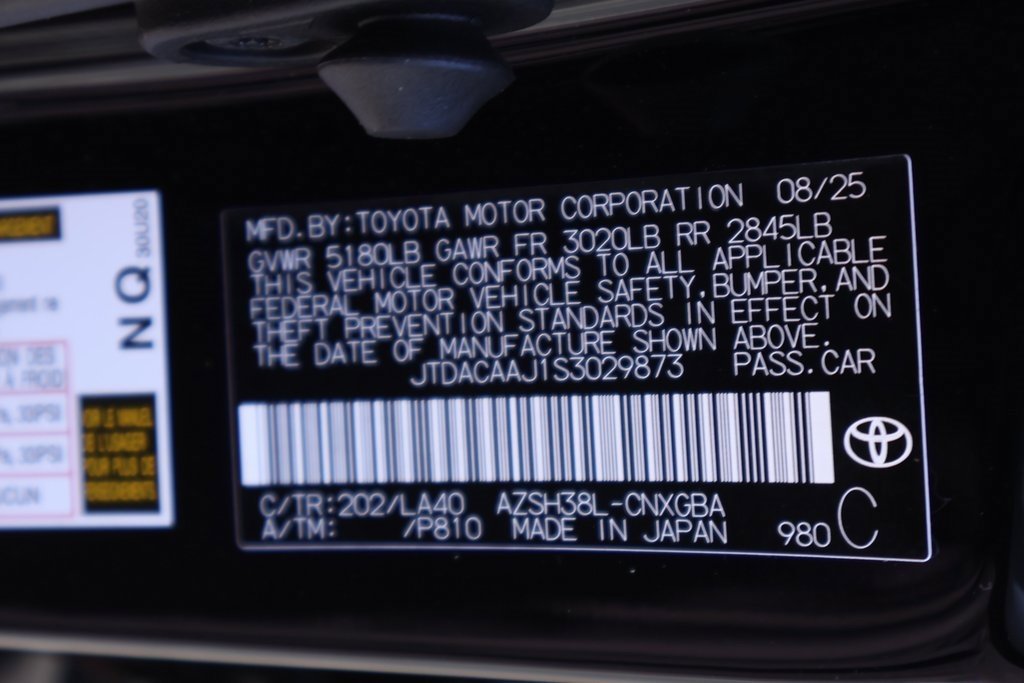 MFD.BY:TOYOTA MOTOR CORPORATION 08/25
GVWR 5180LB GAWR FR 3020LB RR 2845LB
THIS VEHICLE CONFORMS TO ALL APPLICABLE
FEDERAL MOTOR VEHICLE SAFETY,BUMPER,AND
THEFT PREVENTION STANDARDS IN EFFECT ON
THE DATE OF MANUFACTURE SHOWN ABOVE.
JTDACAAJ1S3029873 PASS.CAR
C/TR:202/LA40 AZSH38L-CNXGBA
A/TM: /P810 MADE IN JAPAN 980 C
NQ 30U20